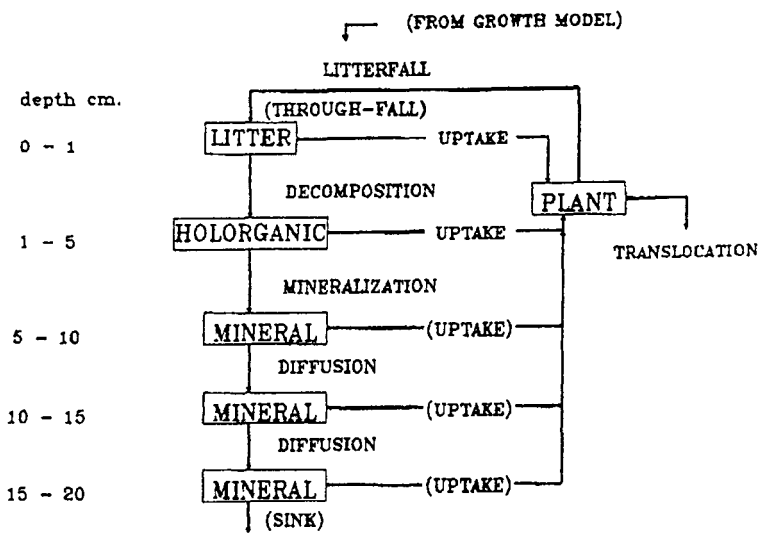 (FROM GROWTH MODEL)
LITTERFALL
depth cm.
(THROUGH-FALL)
0 - 1
LITTER
UPTAKE
DECOMPOSITION
PLANT
1 - 5
HOLORGANIC
UPTAKE
TRANSLOCATION
MINERALIZATION
5 - 10
MINERAL
(UPTAKE)
DIFFUSION
10 - 15
MINERAL
(UPTAKE)
DIFFUSION
15 - 20
MINERAL
(UPTAKE)
(SINK)